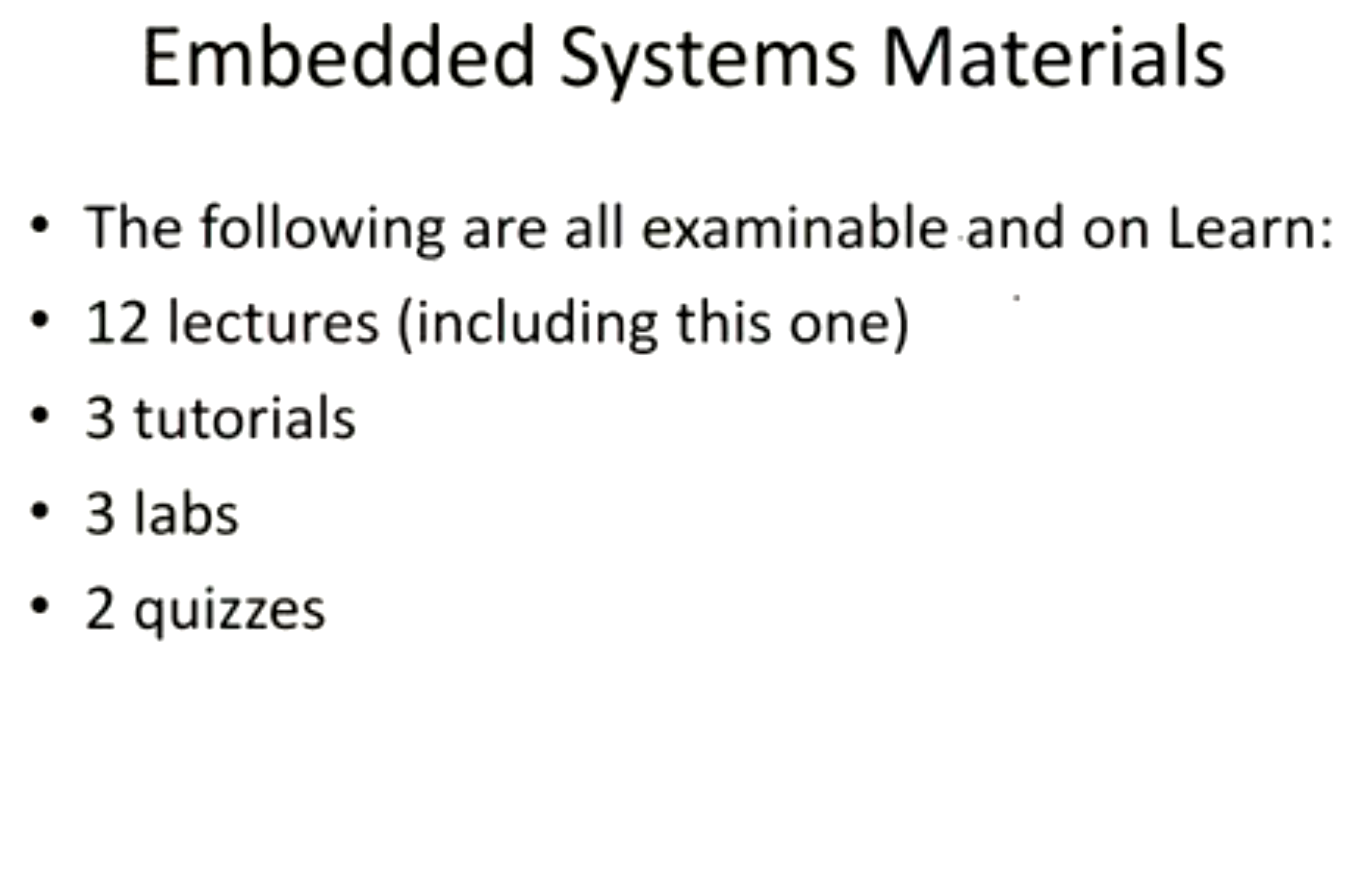 Embedded Systems Materials
• The following are all examinable and on Learn:
• 12 lectures (including this one)
• 3 tutorials
• 3 labs
• 2 quizzes